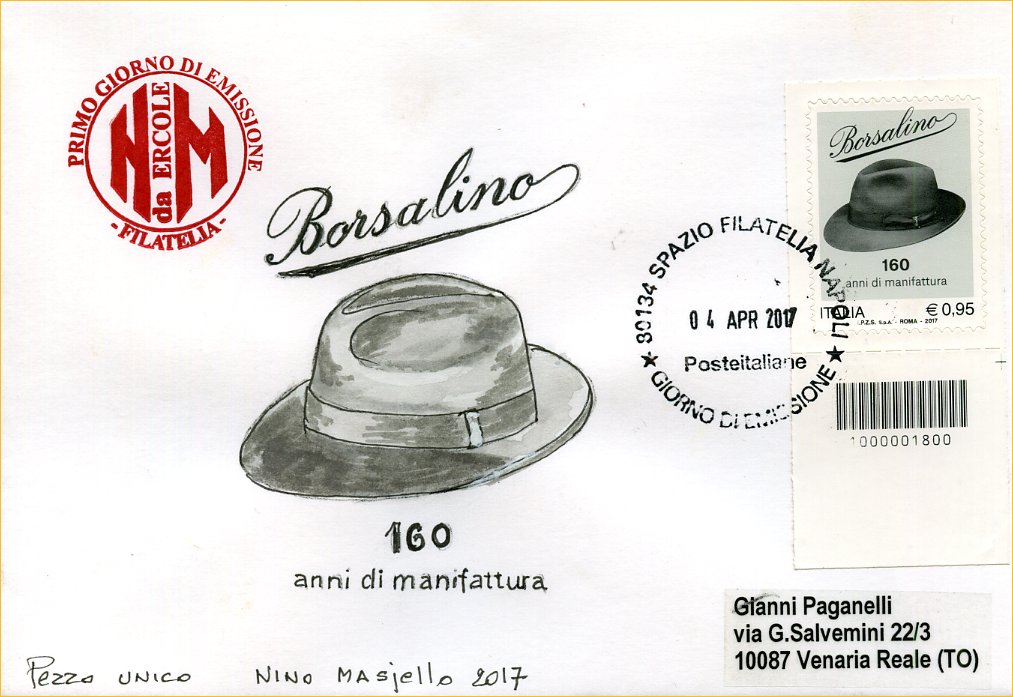 PRIMO GIORNO DI EMISSIONE
NM
da ERCOLE
- FILATELIA -
Borsalino
160
anni di manifattura
Pezzo UNICO NINO MASJELLO 2017
★ 80134 SPAZIO FILATELIA NAPOLI ★
04 APR 2017
Posteitaliane
GIORNO DI EMISSIONE
Borsalino
160
anni di manifattura
ITALIA € 0,95
I.P.Z.S. S.p.A. - ROMA - 2017
1000001800
Gianni Paganelli
via G.Salvemini 22/3
10087 Venaria Reale (TO)